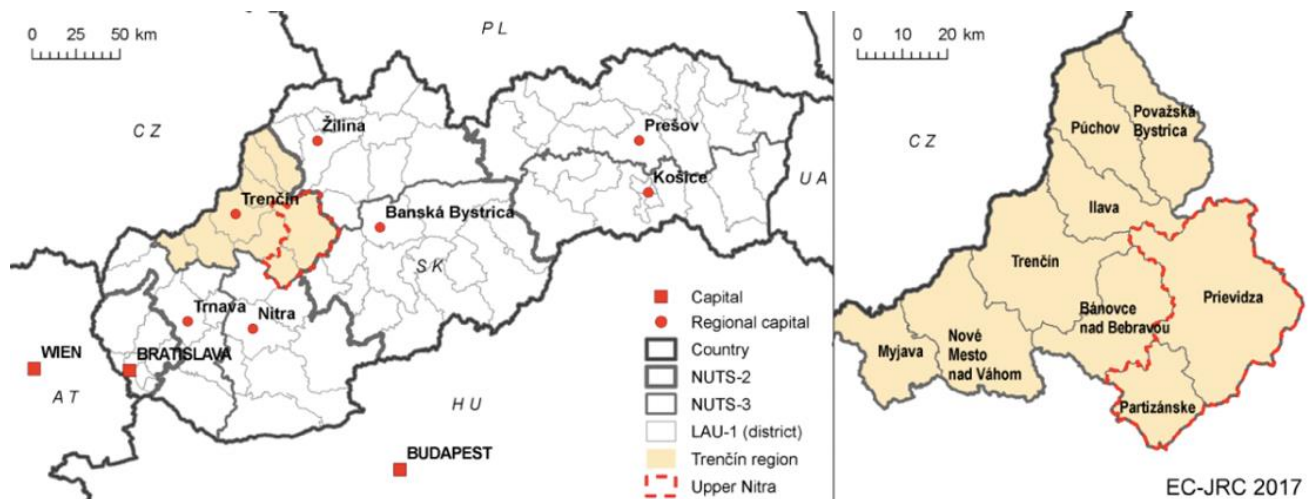 0 25 50 km
P L
C Z
Žilina
Prešov
Košice
U A
Trenčín
Banská Bystrica
S K
Trnava
Nitra
WIEN
BRATISLAVA
A T
H U
BUDAPEST
Capital
Regional capital
Country
NUTS-2
NUTS-3
LAU-1 (district)
Trenčín region
Upper Nitra
0 10 20 km
C Z
Považská
Bystrica
Púchov
Ilava
Trenčín
Prievidza
Bánovce
nad Bebravou
Myjava
Nové
Mesto
nad Váhom
Partizánske
EC-JRC 2017